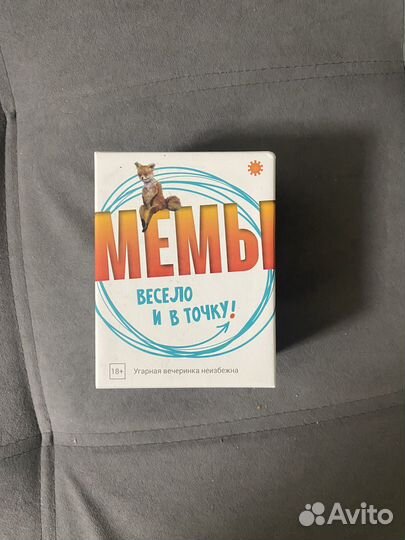 МЕМЫ
ВЕСЕЛО
И В ТОЧКУ!
18+ Угарная вечеринка неизбежна
Avito